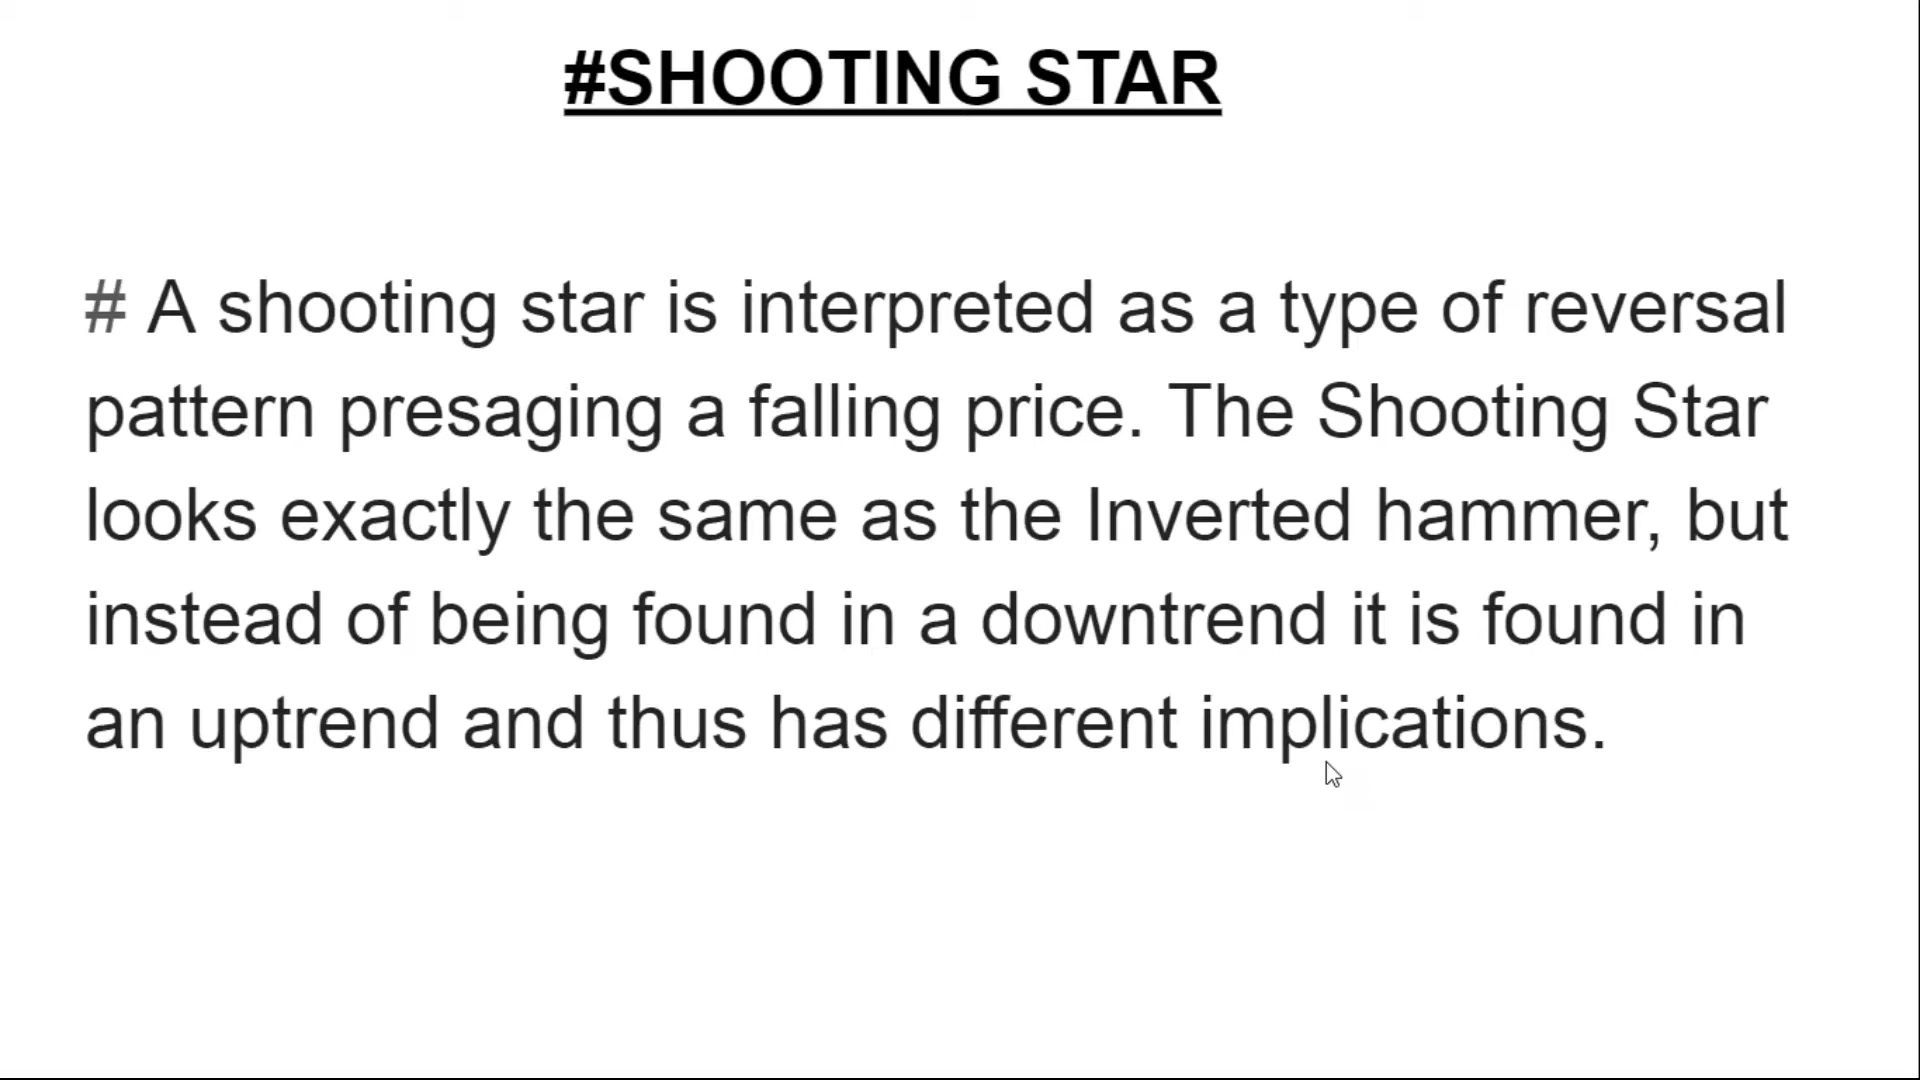 #SHOOTING STAR
# A shooting star is interpreted as a type of reversal
pattern presaging a falling price. The Shooting Star
looks exactly the same as the Inverted hammer, but
instead of being found in a downtrend it is found in
an uptrend and thus has different implications.